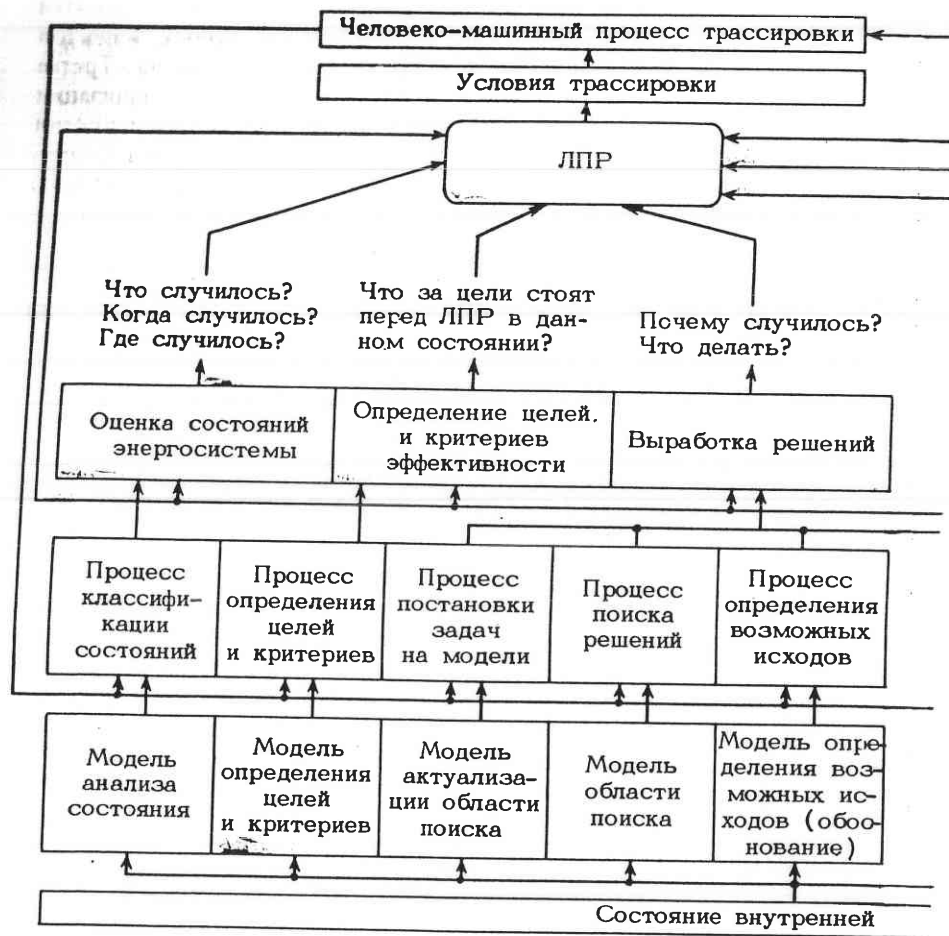 Человеко-машинный процесс трассировки
Условия трассировки
ЛПР
Что случилось?
Когда случилось?
Где случилось?
Что за цели стоят
перед ЛПР в дан-
ном состоянии?
Почему случилось?
Что делать?
Оценка состояний
энергосистемы
Определение целей.
и критериев
эффективности
Выработка решений
Процесс
классифи-
кации
состояний
Процесс
определения
целей
и критериев
Процесс
постановки
задач
на модели
Процесс
поиска
решений
Процесс
определения
возможных
исходов
Модель
анализа
состояния
Модель
определения
целей
и критериев
Модель
актуализа-
ции области
поиска
Модель
области
поиска
Модель опре-
деления воз-
можных ис-
ходов (обоо-
нование)
Состояние внутренней